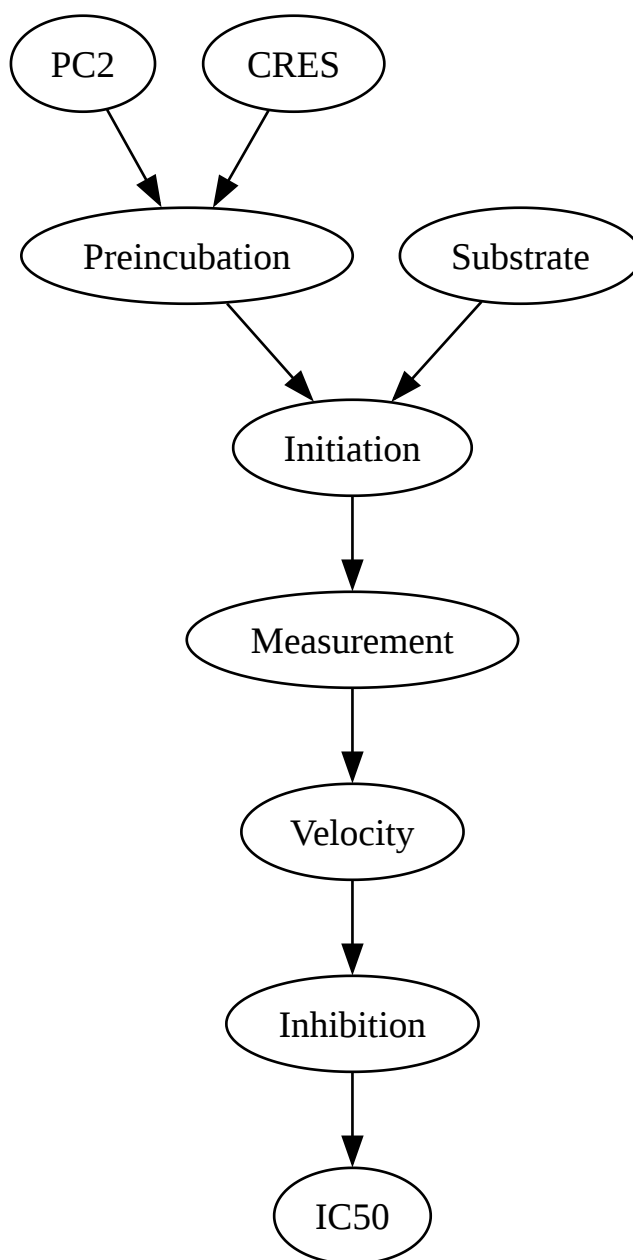 PC2
CRES
Preincubation
Substrate
Initiation
Measurement
Velocity
Inhibition
IC50